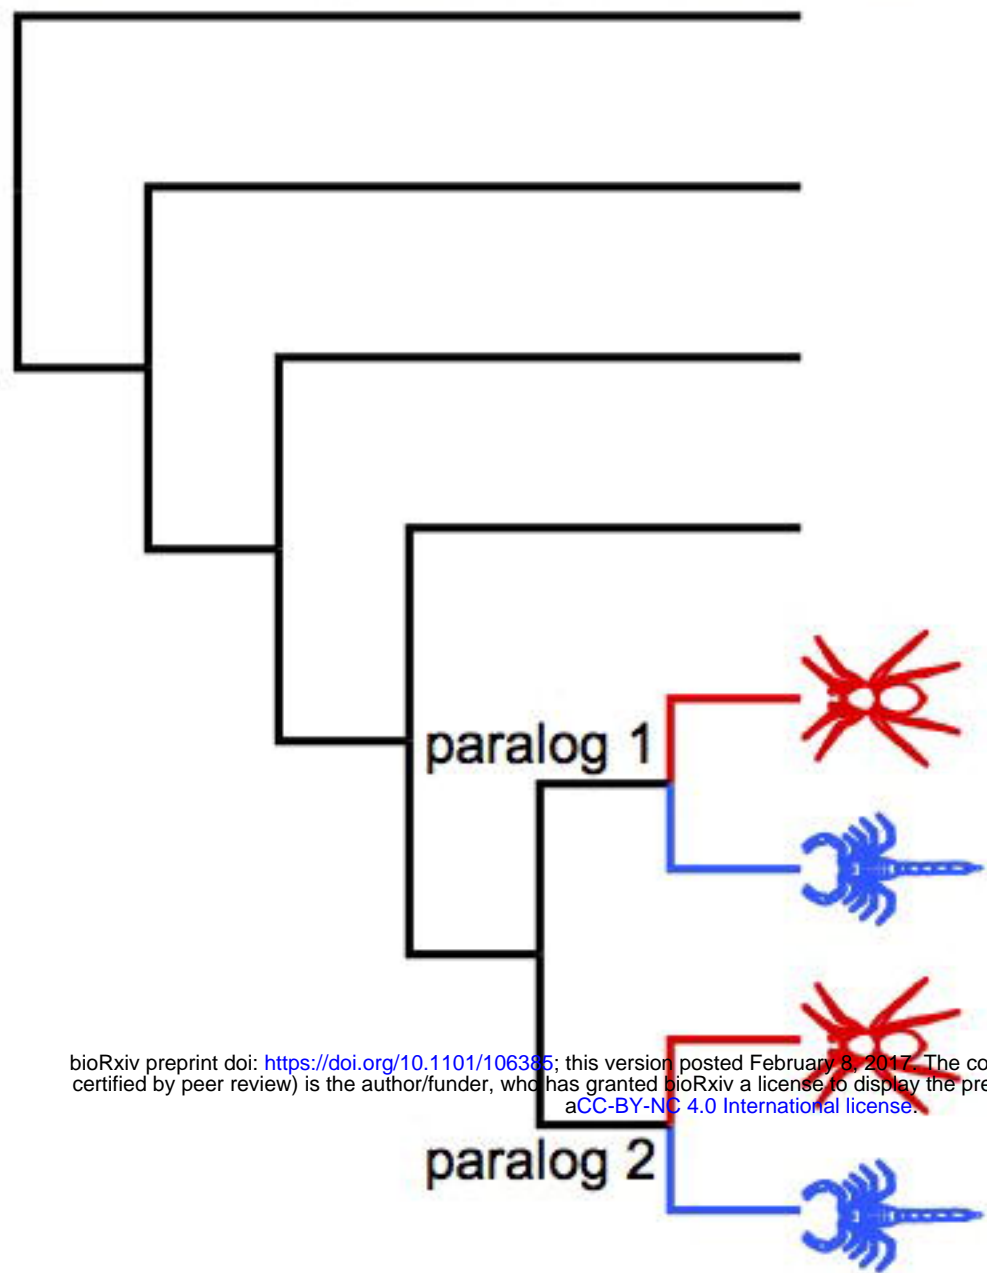 paralog 1
bioRxiv preprint doi: https://doi.org/10.1101/106385; this version posted February 8, 2017. The co
certified by peer review) is the author/funder, who has granted bioRxiv a license to display the pre
aCC-BY-NC 4.0 International license.
paralog 2